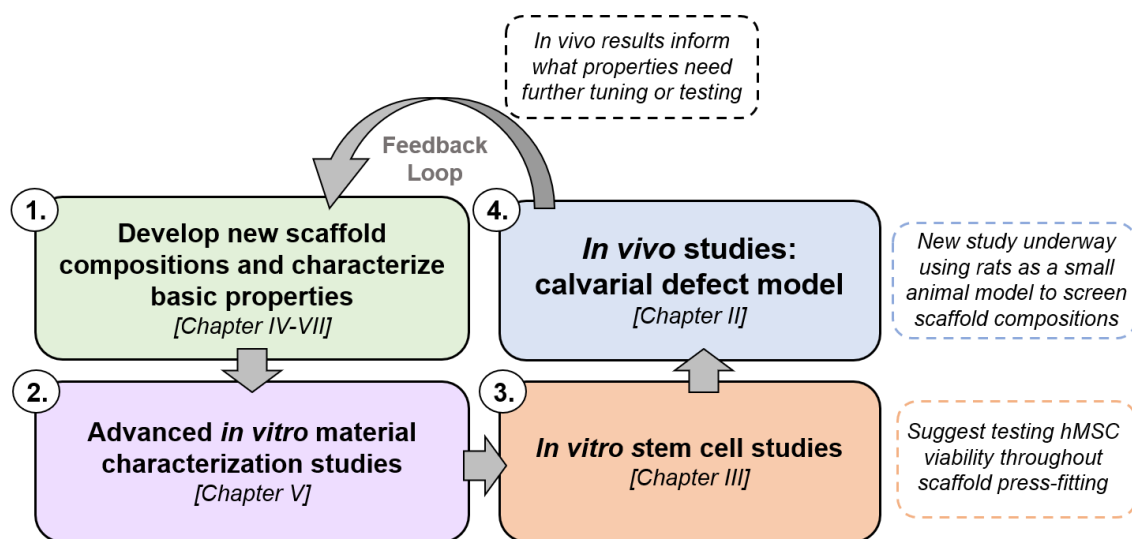 In vivo results inform
what properties need
further tuning or testing
Feedback
Loop
1.
Develop new scaffold
compositions and characterize
basic properties
[Chapter IV-VII]
4.
In vivo studies:
calvarial defect model
[Chapter II]
New study underway
using rats as a small
animal model to screen
scaffold compositions
2.
Advanced in vitro material
characterization studies
[Chapter V]
3.
In vitro stem cell studies
[Chapter III]
Suggest testing hMSC
viability throughout
scaffold press-fitting